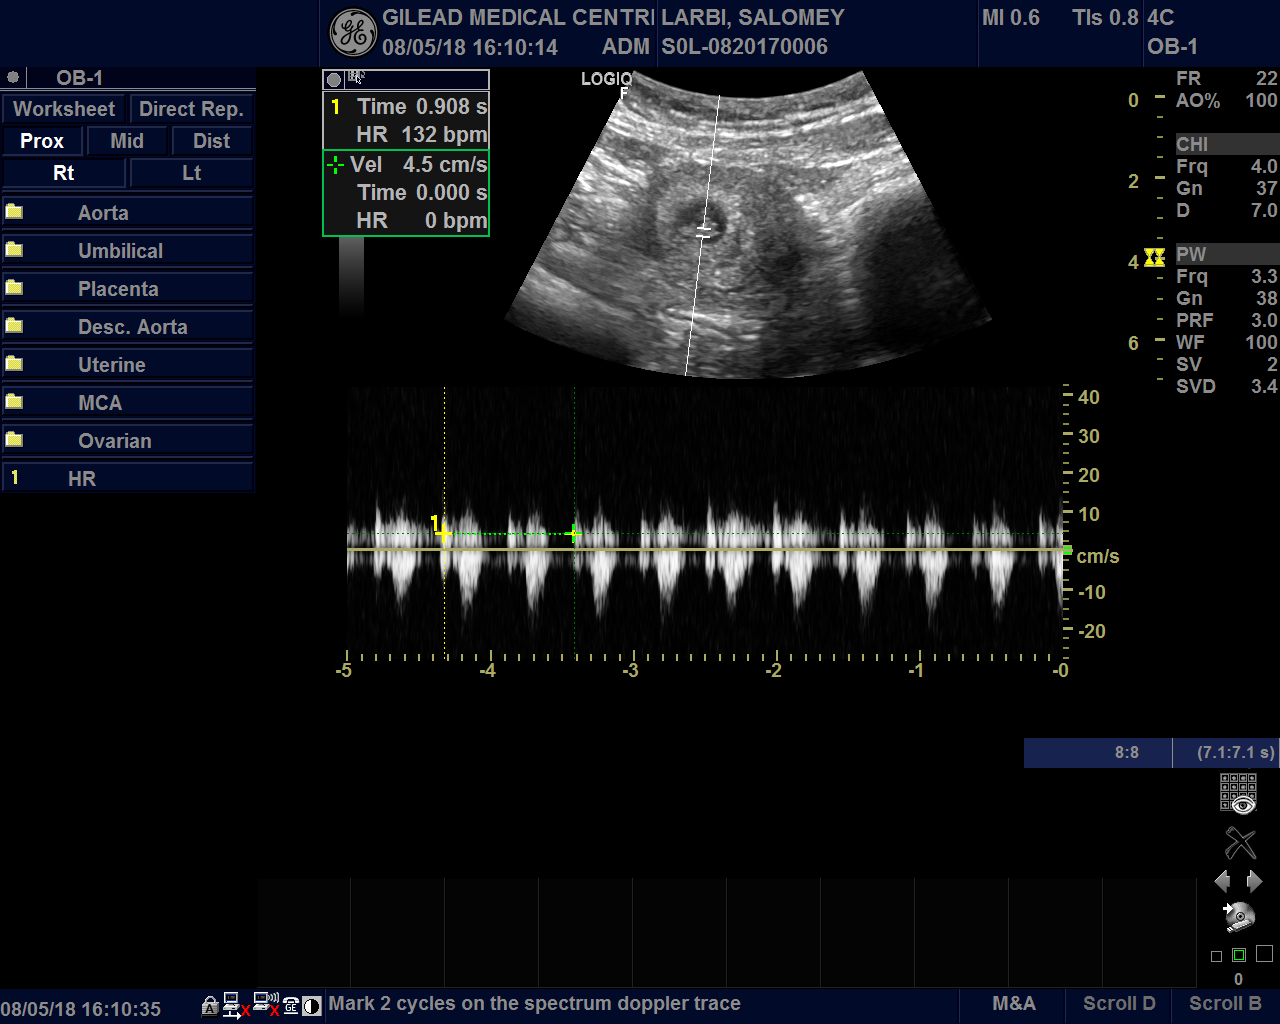 GILEAD MEDICAL CENTRE LARBI, SALOMEY MI 0.6 TIs 0.8 4C
08/05/18 16:10:14 ADM S0L-0820170006 OB-1
OB-1
Worksheet Direct Rep.
Prox Mid Dist
Rt Lt
Aorta
Umbilical
Placenta
Desc. Aorta
Uterine
MCA
Ovarian
1 HR
1 Time 0.908 s
HR 132 bpm
Vel 4.5 cm/s
Time 0.000 s
HR 0 bpm
LOGIQ
F
0
2
4
6
FR 22
AO% 100
CHI
Frq 4.0
Gn 37
D 7.0
PW
Frq 3.3
Gn 38
PRF 3.0
WF 100
SV 2
SVD 3.4
1
40
30
20
10
cm/s
-10
-20
-5 -4 -3 -2 -1 -0
8:8 (7.1:7.1 s)
0
08/05/18 16:10:35 Mark 2 cycles on the spectrum doppler trace M&A Scroll D Scroll B